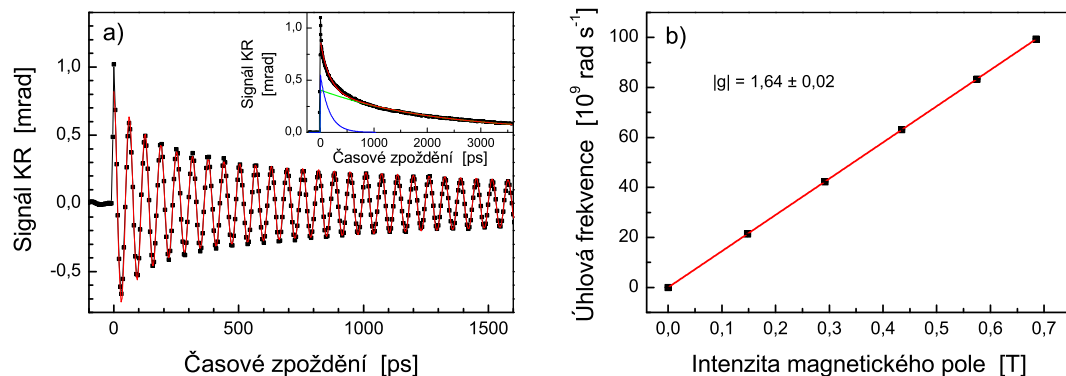 a)
Signál KR [mrad]
1,0
0,5
0,0
-0,5
0
500
1000
1500
Časové zpoždění [ps]
Signál KR
[mrad]
1,0
0,5
0,0
0
1000
2000
3000
Časové zpoždění [ps]
b)
|g| = 1,64 ± 0,02
Úhlová frekvence [10⁹ rad s⁻¹]
100
80
60
40
20
0
0,0
0,1
0,2
0,3
0,4
0,5
0,6
0,7
Intenzita magnetického pole [T]